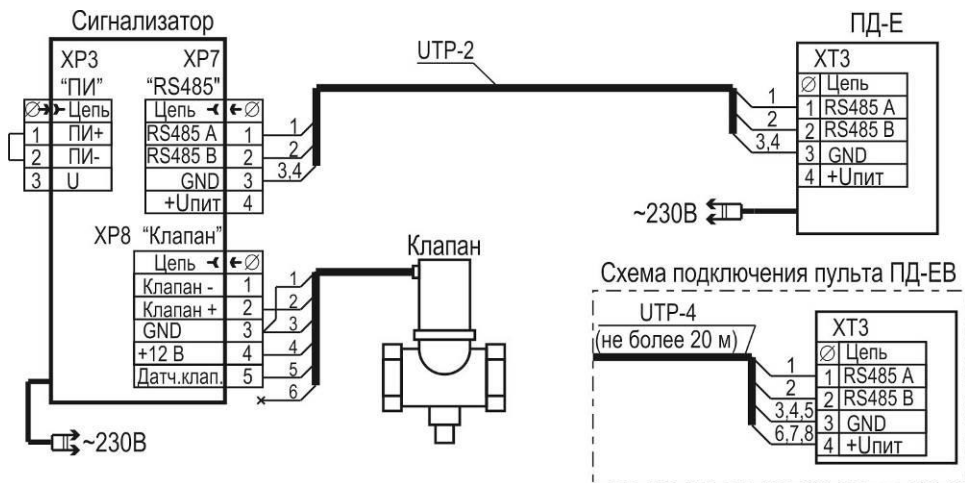 Сигнализатор
XP3
“ПИ”
Ø Цепь
1 ПИ+
2 ПИ-
3 U
XP7
“RS485”
Цепь Ø
RS485 A 1
RS485 B 2
GND 3
+Uпит 4
1
2
3,4
UTP-2
ПД-Е
XT3
Ø Цепь
1 RS485 A
2 RS485 B
3 GND
4 +Uпит
1
2
3,4
~230В
XP8 “Клапан”
Цепь Ø
Клапан - 1
Клапан + 2
GND 3
+12 В 4
Датч.клап. 5
1
2
3
4
5
6
Клапан
~230В
Схема подключения пульта ПД-ЕВ
UTP-4
(не более 20 м)
1
2
3,4,5
6,7,8
XT3
Ø Цепь
1 RS485 A
2 RS485 B
3 GND
4 +Uпит